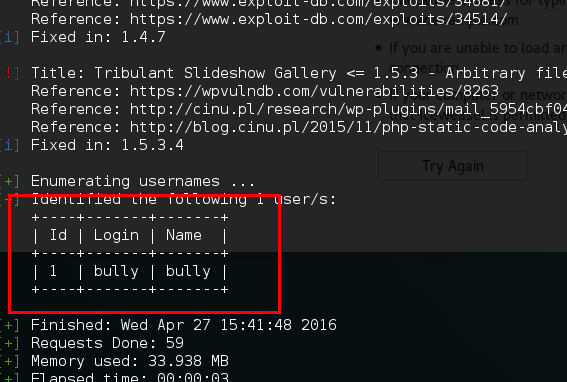 Reference: https://www.exploit-db.com/exploits/34681/
Reference: https://www.exploit-db.com/exploits/34514/
[i] Fixed in: 1.4.7
[!] Title: Tribulant Slideshow Gallery <= 1.5.3 - Arbitrary file
Reference: https://wpvulndb.com/vulnerabilities/8263
Reference: http://cinu.pl/research/wp-plugins/mail_5954cbf04
Reference: http://blog.cinu.pl/2015/11/php-static-code-analy
[i] Fixed in: 1.5.3.4
If you are unable to load an
connection.
Try Again
[+] Enumerating usernames ...
[+] Identified the following 1 user/s:
+----+-------+-------+
| Id | Login | Name |
+----+-------+-------+
| 1 | bully | bully |
+----+-------+-------+
[+] Finished: Wed Apr 27 15:41:48 2016
[+] Requests Done: 59
[+] Memory used: 33.938 MB
[+] Elapsed time: 00:00:03